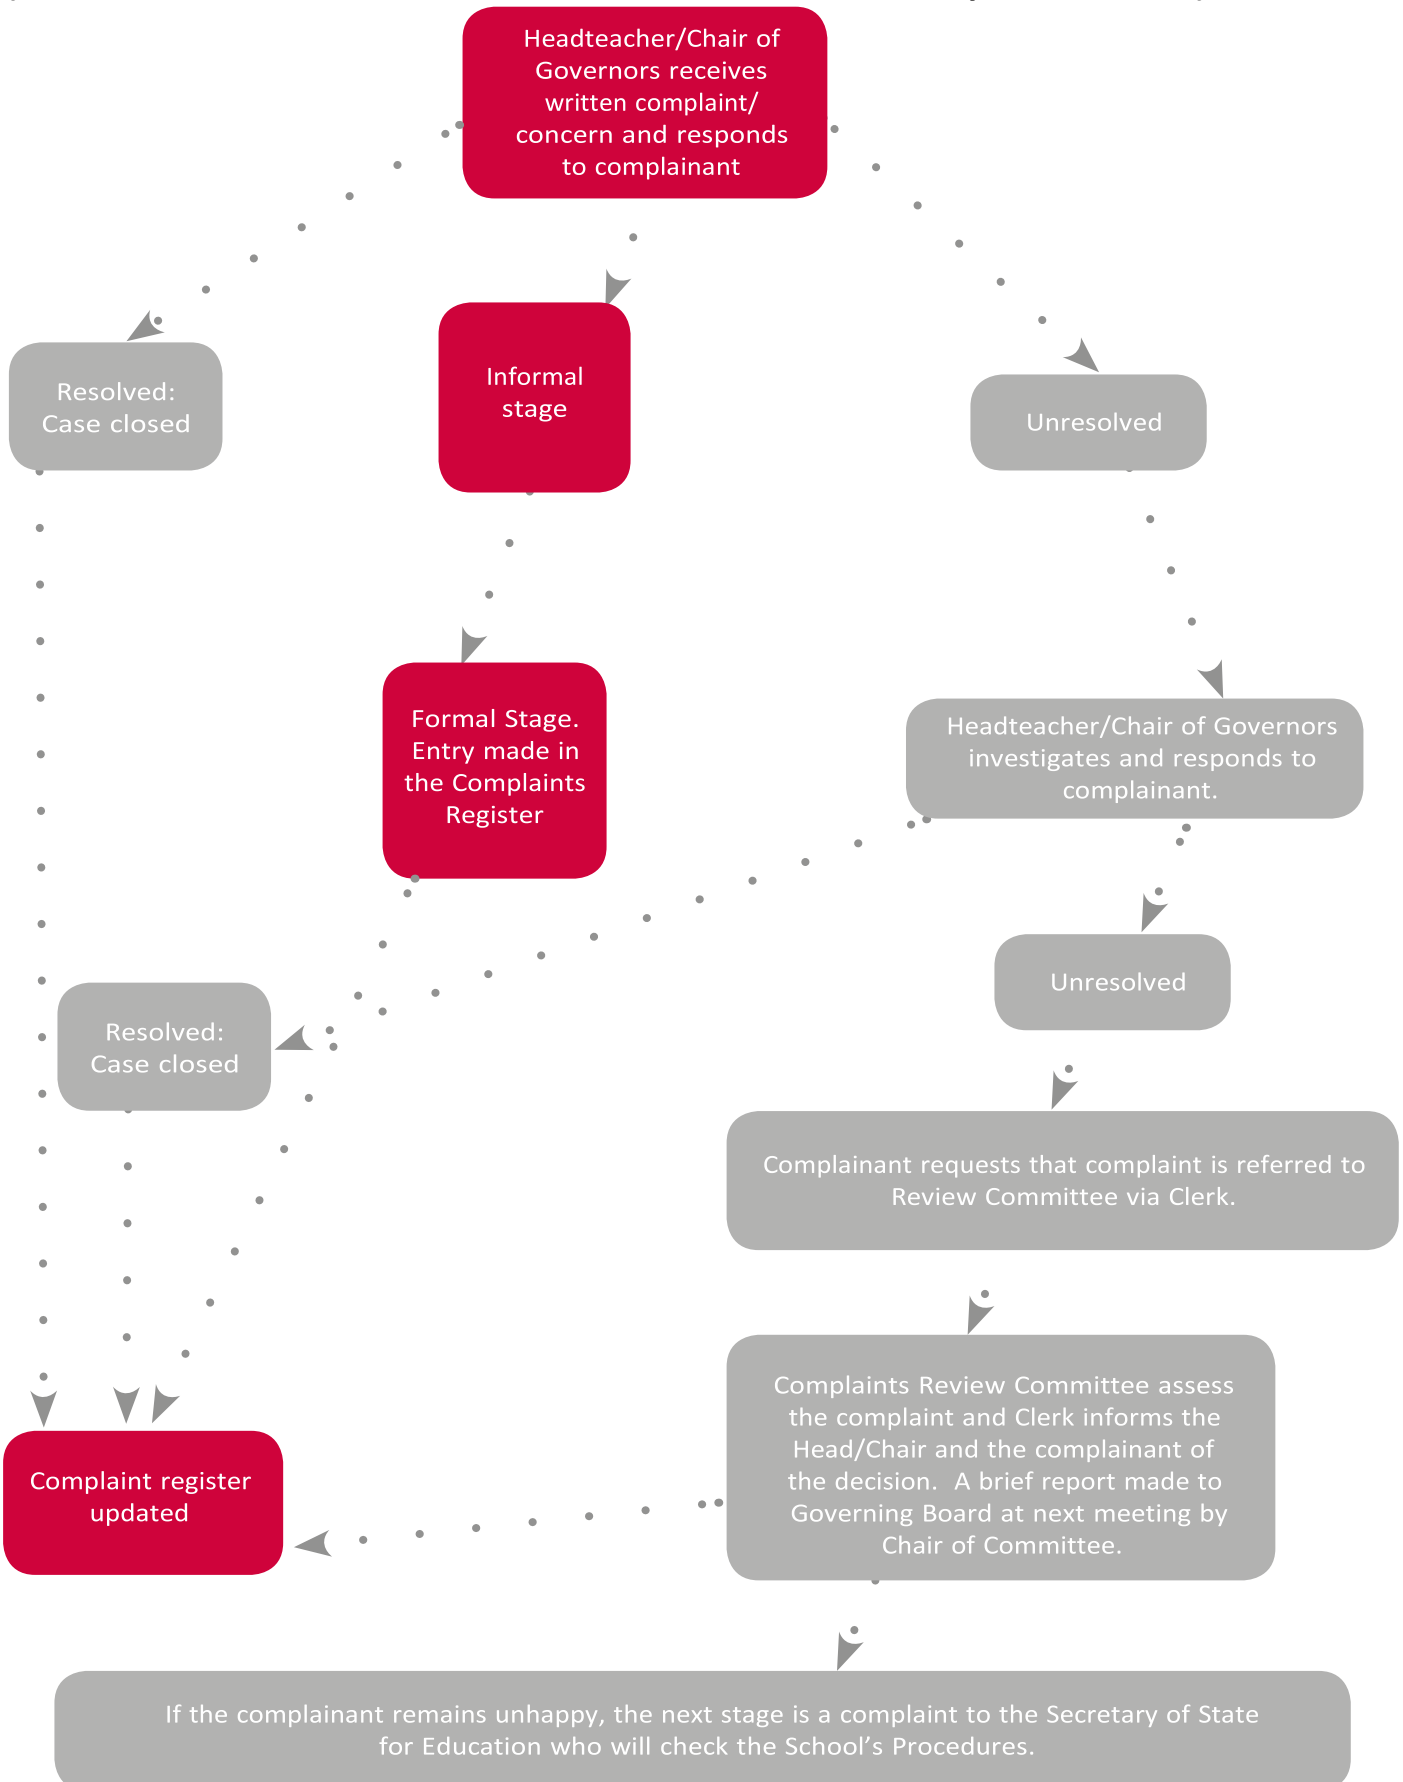 Headteacher/Chair of
Governors receives
written complaint/
concern and responds
to complainant
Informal
stage
Resolved:
Case closed
Unresolved
Formal Stage.
Entry made in
the Complaints
Register
Headteacher/Chair of Governors
investigates and responds to
complainant.
Unresolved
Resolved:
Case closed
Complainant requests that complaint is referred to
Review Committee via Clerk.
Complaints Review Committee assess
the complaint and Clerk informs the
Head/Chair and the complainant of
the decision.  A brief report made to
Governing Board at next meeting by
Chair of Committee.
Complaint register
updated
If the complainant remains unhappy, the next stage is a complaint to the Secretary of State
for Education who will check the School’s Procedures.